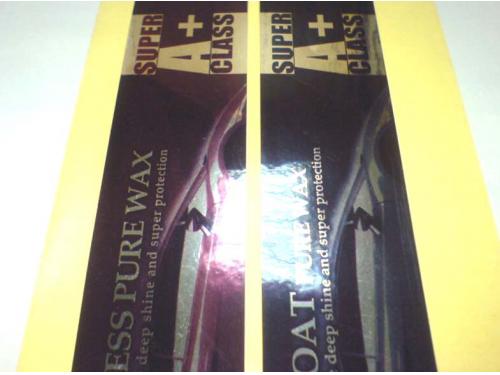 SUPER
A+
CLASS
ESS PURE WAX
deep shine and super protection
SUPER
A+
CLASS
OAT PURE WAX
deep shine and super protection